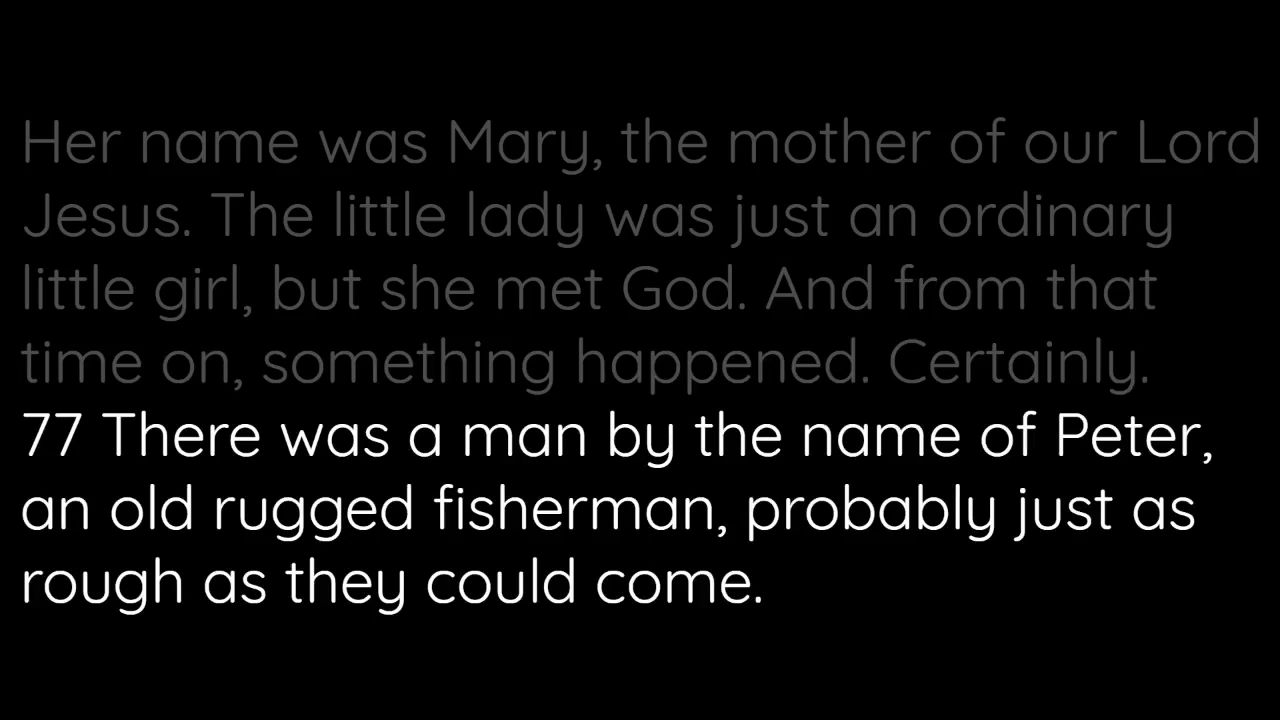 Her name was Mary, the mother of our Lord
Jesus. The little lady was just an ordinary
little girl, but she met God. And from that
time on, something happened. Certainly.
77 There was a man by the name of Peter,
an old rugged fisherman, probably just as
rough as they could come.